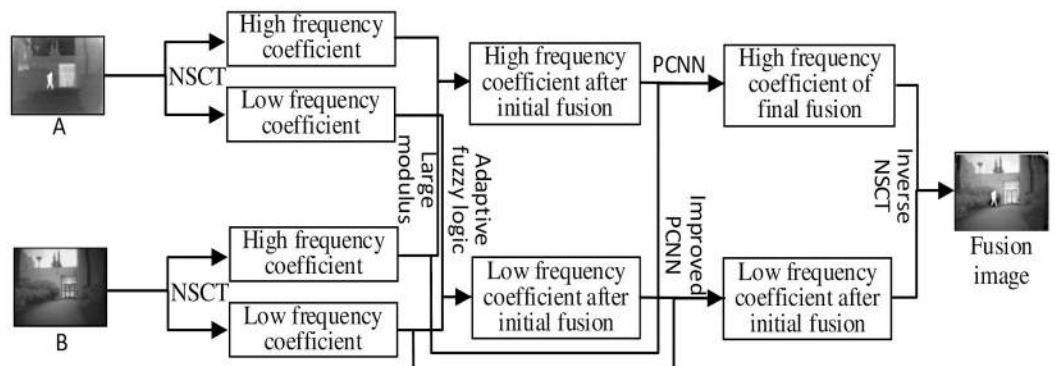 High frequency
coefficient
NSCT
Low frequency
coefficient
A
Large
modulus
Adaptive
fuzzy logic
High frequency
coefficient after
initial fusion
PCNN
High frequency
coefficient of
final fusion
Inverse
NSCT
Fusion
image
High frequency
coefficient
NSCT
Low frequency
coefficient
B
Low frequency
coefficient after
initial fusion
Improved
PCNN
Low frequency
coefficient after
initial fusion